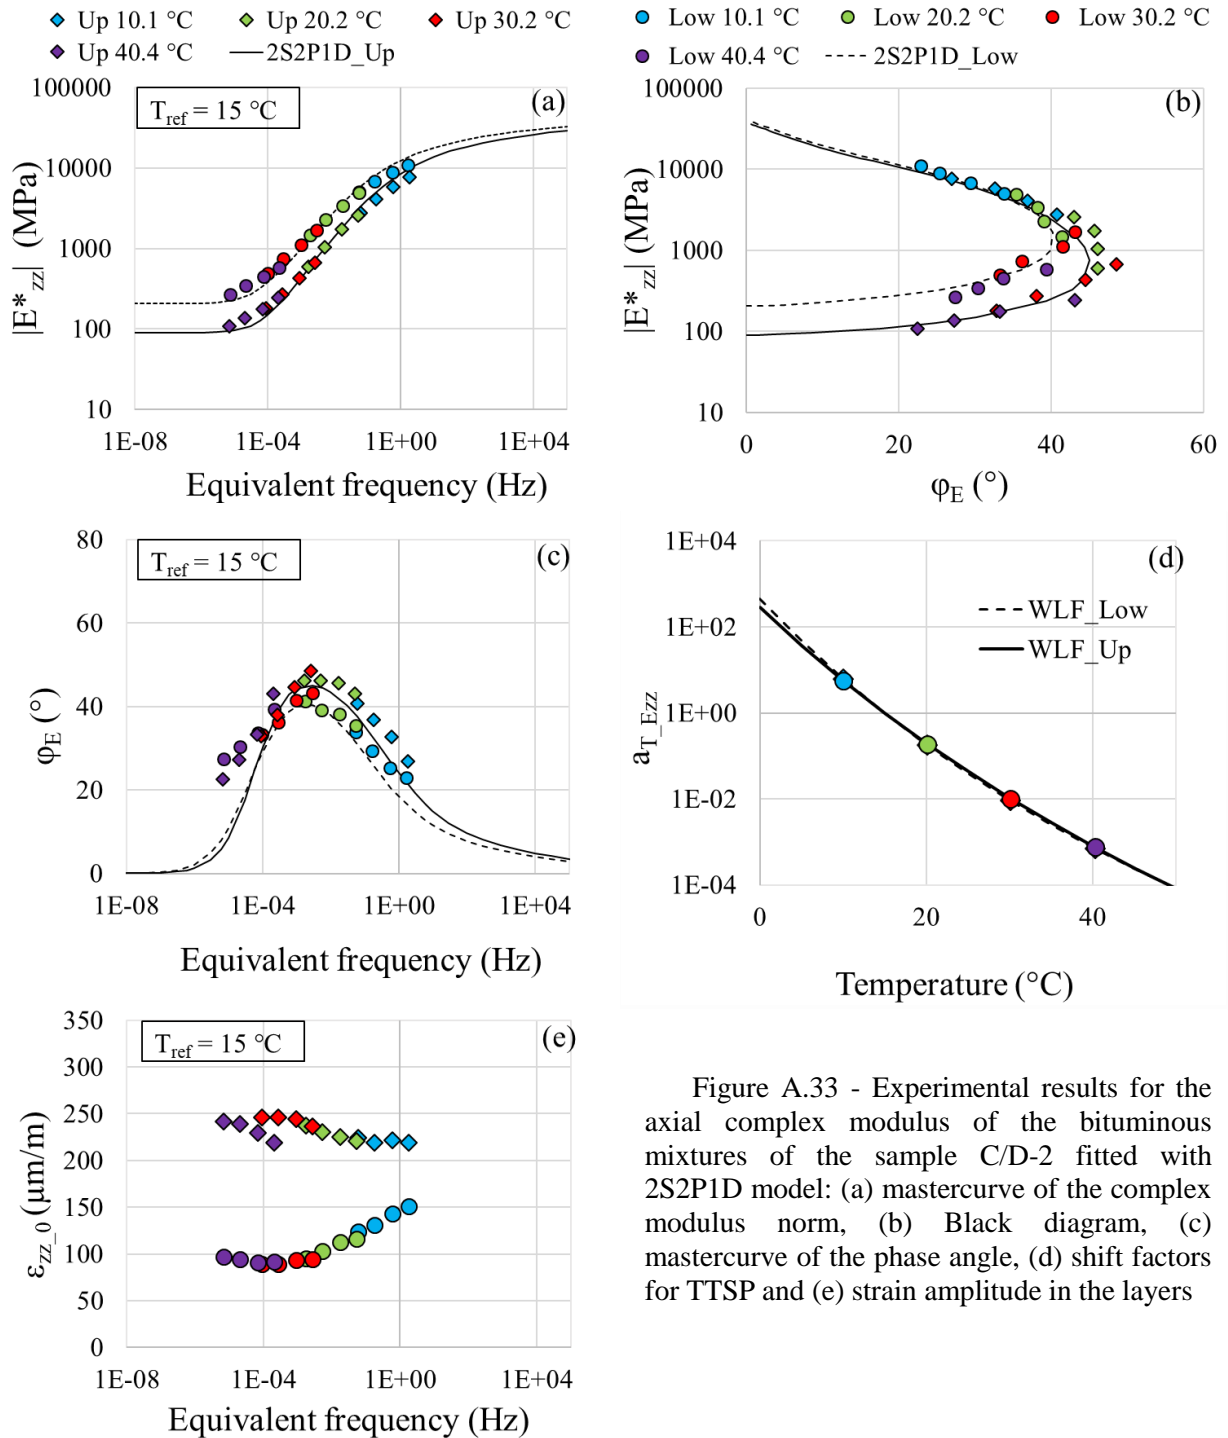 Up 10.1 °C Up 20.2 °C Up 30.2 °C
Up 40.4 °C 2S2P1D_Up
Low 10.1 °C Low 20.2 °C Low 30.2 °C
Low 40.4 °C 2S2P1D_Low
(a)
T_ref = 15 °C
100000
10000
1000
100
10
|E*_zz| (MPa)
1E-08 1E-04 1E+00 1E+04
Equivalent frequency (Hz)
(b)
100000
10000
1000
100
10
|E*_zz| (MPa)
0 20 40 60
φ_E (°)
(c)
T_ref = 15 °C
80
60
40
20
0
φ_E (°)
1E-08 1E-04 1E+00 1E+04
Equivalent frequency (Hz)
(d)
WLF_Low
WLF_Up
1E+04
1E+02
1E+00
1E-02
1E-04
a_T_Ezz
0 20 40
Temperature (°C)
(e)
T_ref = 15 °C
350
300
250
200
150
100
50
0
ε_zz_0 (μm/m)
1E-08 1E-04 1E+00 1E+04
Equivalent frequency (Hz)
Figure A.33 - Experimental results for the
axial complex modulus of the bituminous
mixtures of the sample C/D-2 fitted with
2S2P1D model: (a) mastercurve of the complex
modulus norm, (b) Black diagram, (c)
mastercurve of the phase angle, (d) shift factors
for TTSP and (e) strain amplitude in the layers